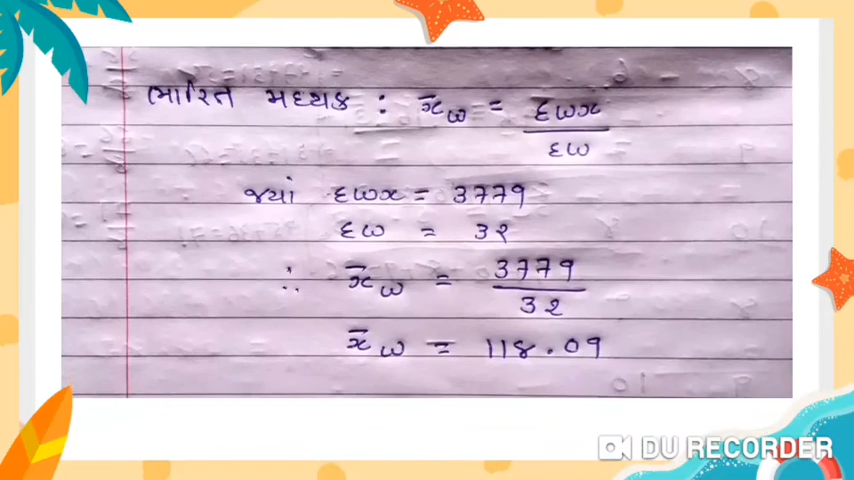 ભારિત મધ્યક : x̄w = Σwx / Σw
જ્યાં Σwx = 3779
Σw = 32
∴ x̄w = 3779 / 32
x̄w = 118.09
DU RECORDER